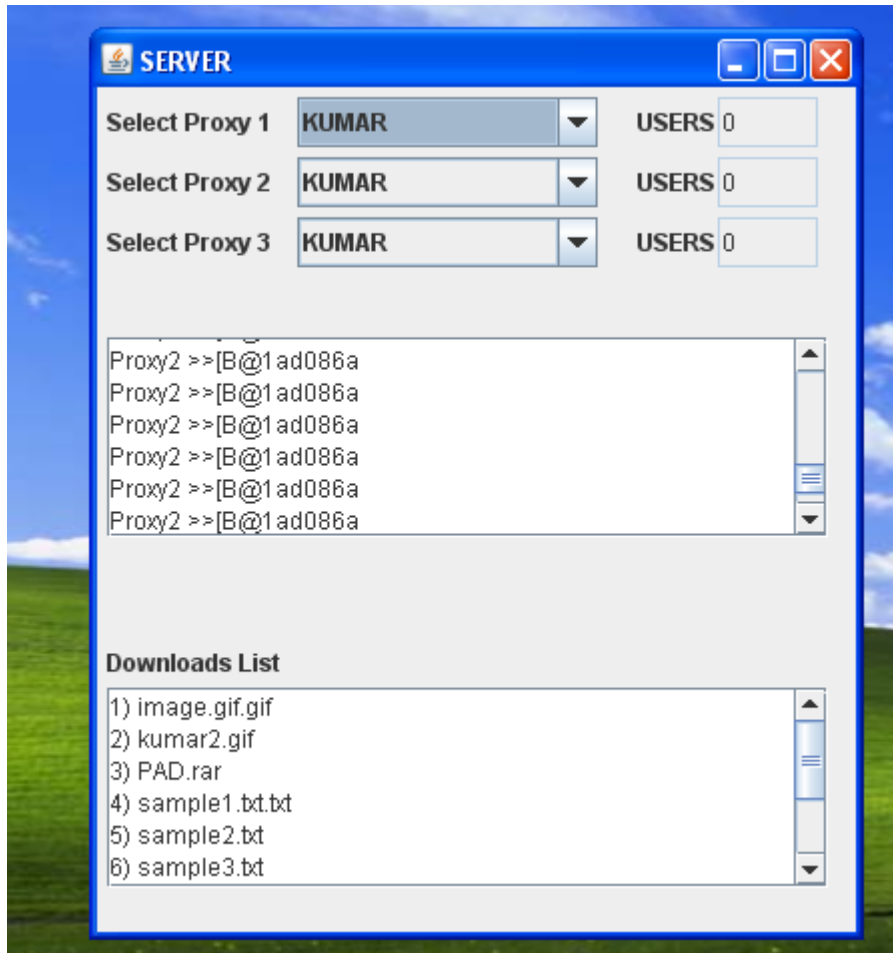 SERVER
Select Proxy 1 KUMAR USERS 0
Select Proxy 2 KUMAR USERS 0
Select Proxy 3 KUMAR USERS 0
Proxy2 >>[B@1ad086a
Proxy2 >>[B@1ad086a
Proxy2 >>[B@1ad086a
Proxy2 >>[B@1ad086a
Proxy2 >>[B@1ad086a
Proxy2 >>[B@1ad086a
Downloads List
1) image.gif.gif
2) kumar2.gif
3) PAD.rar
4) sample1.txt.txt
5) sample2.txt
6) sample3.txt